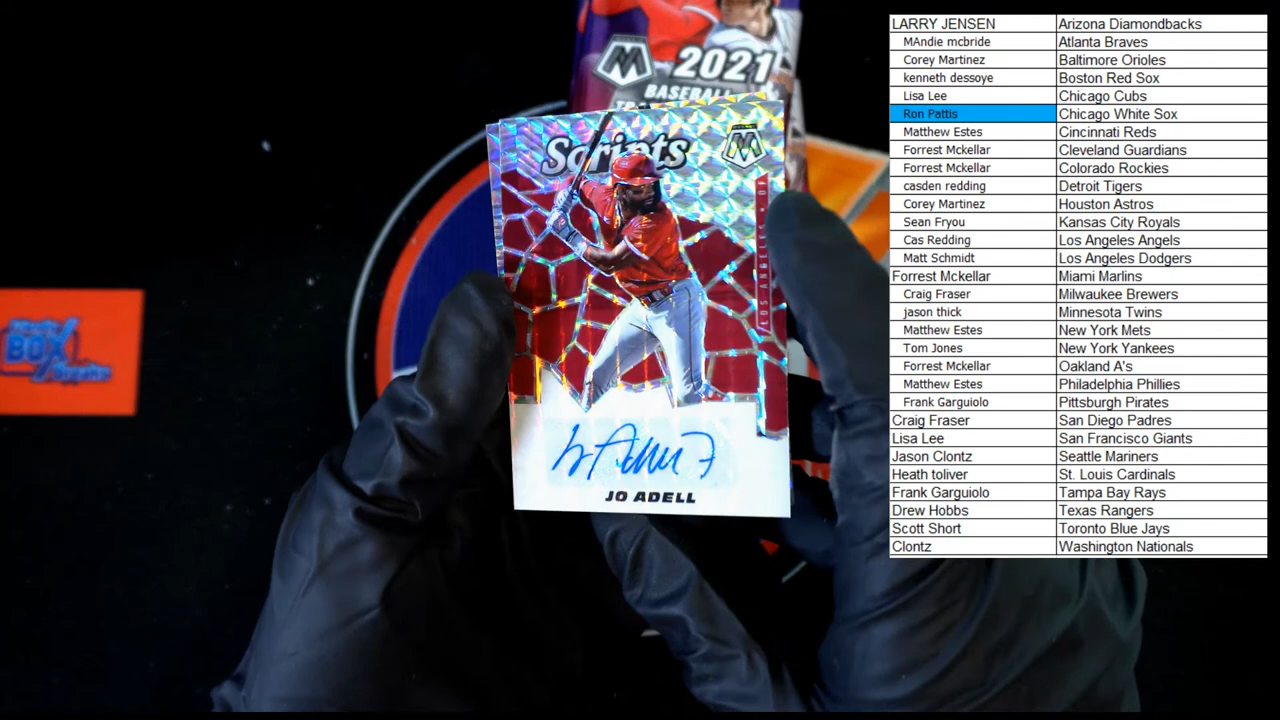 2021
BASEBALL
Scripts
LOS ANGELES • OF
JO ADELL
BOX
Breaks
LARRY JENSEN Arizona Diamondbacks
MAndie mcbride Atlanta Braves
Corey Martinez Baltimore Orioles
kenneth dessoye Boston Red Sox
Lisa Lee Chicago Cubs
Ron Pattis Chicago White Sox
Matthew Estes Cincinnati Reds
Forrest Mckellar Cleveland Guardians
Forrest Mckellar Colorado Rockies
casden redding Detroit Tigers
Corey Martinez Houston Astros
Sean Fryou Kansas City Royals
Cas Redding Los Angeles Angels
Matt Schmidt Los Angeles Dodgers
Forrest Mckellar Miami Marlins
Craig Fraser Milwaukee Brewers
jason thick Minnesota Twins
Matthew Estes New York Mets
Tom Jones New York Yankees
Forrest Mckellar Oakland A's
Matthew Estes Philadelphia Phillies
Frank Garguiolo Pittsburgh Pirates
Craig Fraser San Diego Padres
Lisa Lee San Francisco Giants
Jason Clontz Seattle Mariners
Heath toliver St. Louis Cardinals
Frank Garguiolo Tampa Bay Rays
Drew Hobbs Texas Rangers
Scott Short Toronto Blue Jays
Clontz Washington Nationals